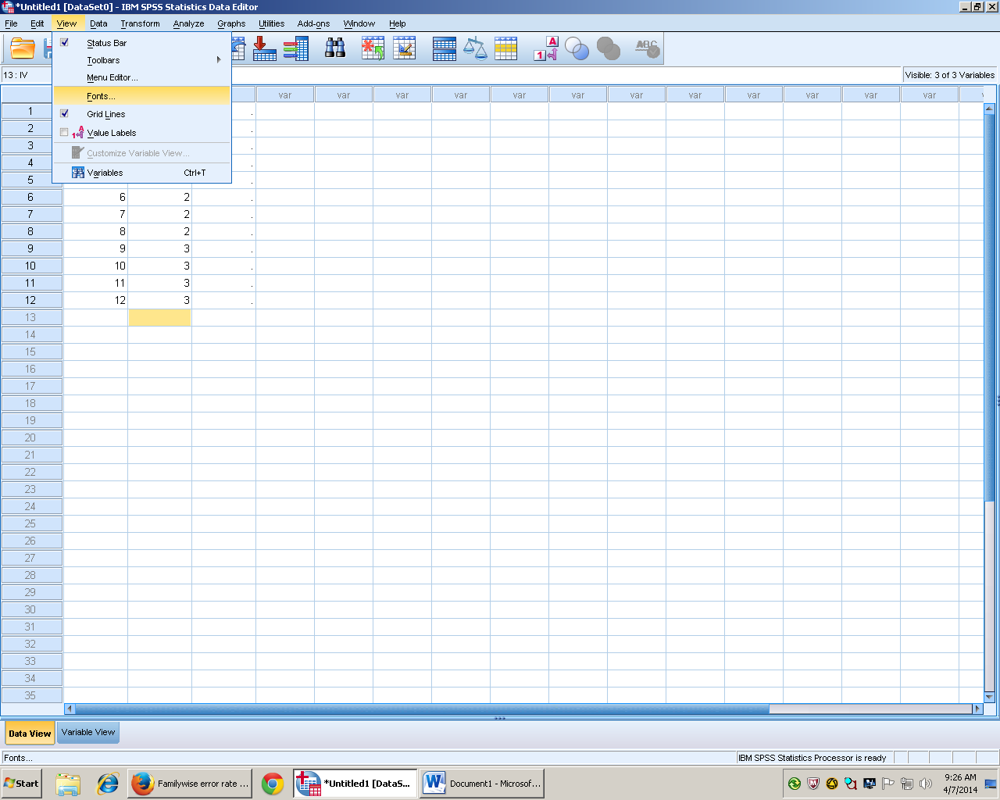 *Untitled1 [DataSet0] - IBM SPSS Statistics Data Editor
File Edit View Data Transform Analyze Graphs Utilities Add-ons Window Help
Status Bar
Toolbars
Menu Editor...
Fonts...
Grid Lines
Value Labels
Customize Variable View...
Variables Ctrl+T
13 : IV Visible: 3 of 3 Variables
var var var var var var var var var var var var
1 .
2 .
3 .
4 .
5 .
6 6 2 .
7 7 2 .
8 8 2 .
9 9 3 .
10 10 3 .
11 11 3 .
12 12 3 .
13
14
15
16
17
18
19
20
21
22
23
24
25
26
27
28
29
30
31
32
33
34
35
Data View Variable View
Fonts... IBM SPSS Statistics Processor is ready
Start Familywise error rate ... *Untitled1 [DataS... Document1 - Microsof... 9:26 AM
4/7/2014